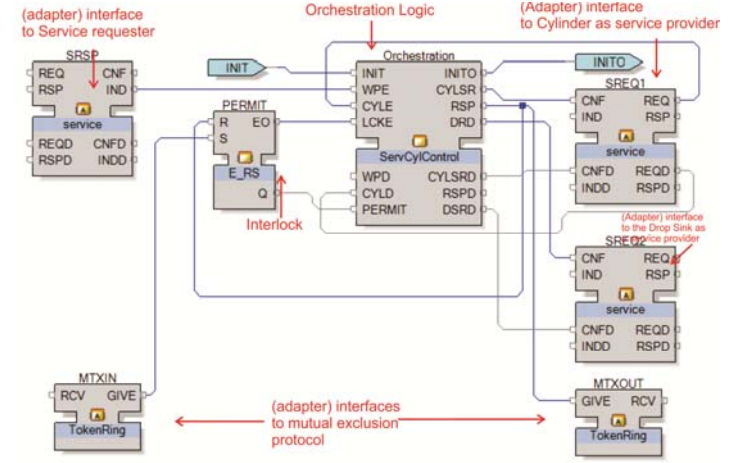 (adapter) interface
to Service requester
Orchestration Logic
(Adapter) interface
to Cylinder as service provider
SRSP
REQ CNF
RSP IND
service
REQD CNFD
RSPD INDD
INIT
PERMIT
R EO
S
E_RS
Q
Interlock
Orchestration
INIT INITO
WPE CYLSR
CYLE RSP
LCKE DRD
ServCylControl
WPD CYLSRD
CYLD RSPD
PERMIT DSRD
INITO
SREQ1
CNF REQ
IND RSP
service
CNFD REQD
INDD RSPD
(Adapter) interface
to the Drop Sink as
service provider
SREQ2
CNF REQ
IND RSP
service
CNFD REQD
INDD RSPD
MTXIN
RCV GIVE
TokenRing
(adapter) interfaces
to mutual exclusion
protocol
MTXOUT
GIVE RCV
TokenRing